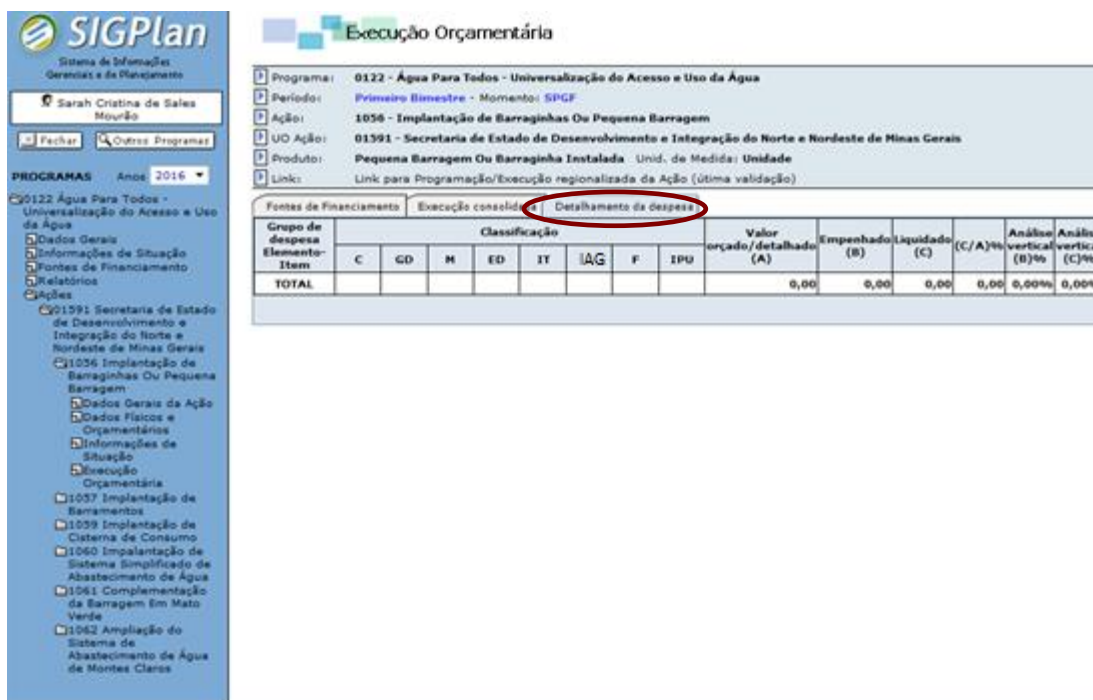 SIGPlan
Sistema de Informações
Gerenciais e de Planejamento
Sarah Cristina de Sales
Mourão
Fechar
Outros Programas
PROGRAMAS Ano: 2016
0122 Água Para Todos -
Universalização do Acesso e Uso
da Água
Dados Gerais
Informações de Situação
Fontes de Financiamento
Relatórios
Ações
01591 Secretaria de Estado
de Desenvolvimento e
Integração do Norte e
Nordeste de Minas Gerais
1056 Implantação de
Barraginhas Ou Pequena
Barragem
Dados Gerais da Ação
Dados Físicos e
Orçamentários
Informações de
Situação
Execução
Orçamentária
1057 Implantação de
Barramentos
1059 Implantação de
Cisterna de Consumo
1060 Impalantação de
Sistema Simplificado de
Abastecimento de Água
1061 Complementação
da Barragem Em Mato
Verde
1062 Ampliação do
Sistema de
Abastecimento de Água
de Montes Claros
Execução Orçamentária
Programa: 0122 - Água Para Todos - Universalização do Acesso e Uso da Água
Período: Primeiro Bimestre - Momento: SPGF
Ação: 1056 - Implantação de Barraginhas Ou Pequena Barragem
UO Ação: 01591 - Secretaria de Estado de Desenvolvimento e Integração do Norte e Nordeste de Minas Gerais
Produto: Pequena Barragem Ou Barraginha Instalada Unid. de Medida: Unidade
Link: Link para Programação/Execução regionalizada da Ação (útima validação)
Fontes de Financiamento Execução consolidada Detalhamento da despesa
Grupo de
despesa
Elemento-
Item
Classificação
C GD M ED IT IAG F IPU
Valor
orçado/detalhado
(A)
Empenhado
(B)
Liquidado
(C)
(C/A)%
Análise
vertical
(B)%
Anális
vertica
(C)%
TOTAL 0,00 0,00 0,00 0,00 0,00% 0,00%